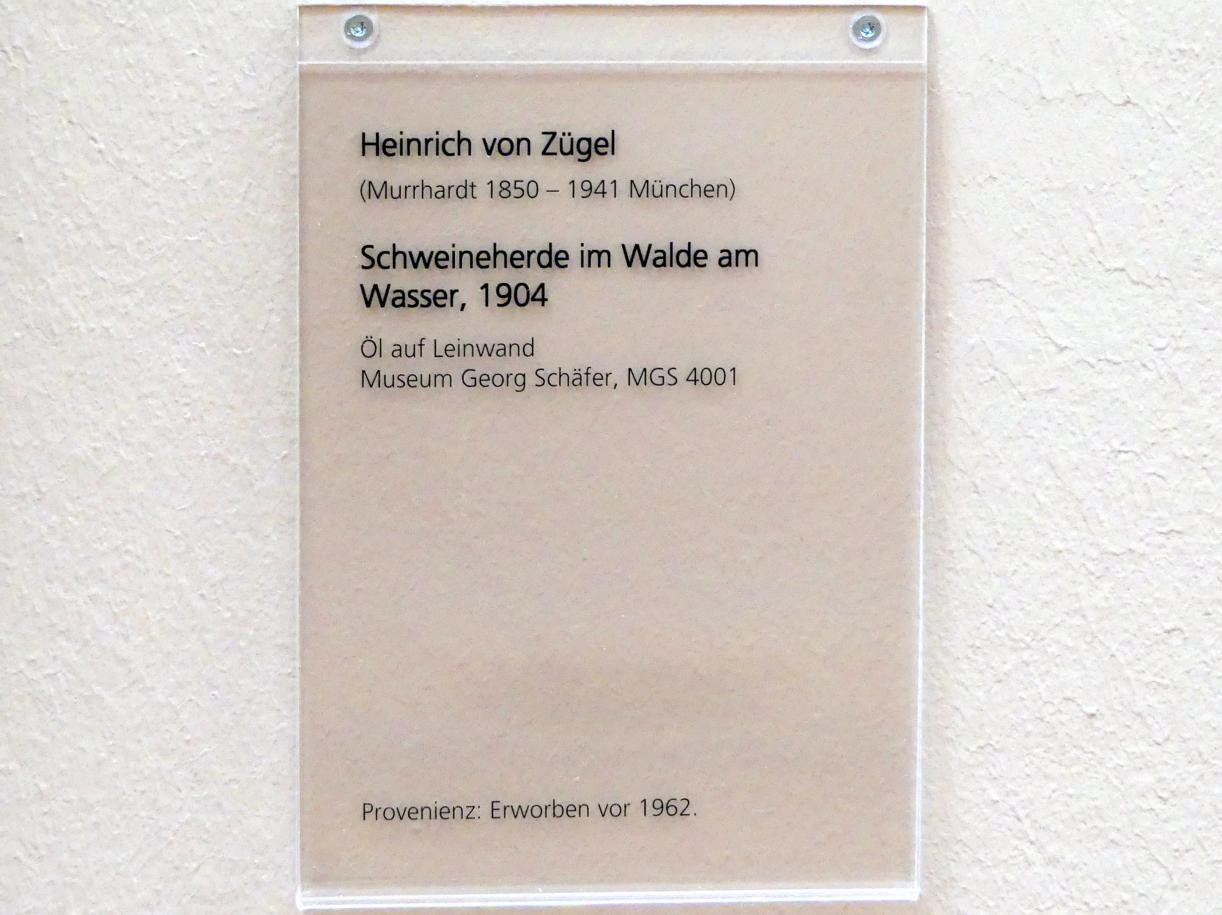 Heinrich von Zügel
(Murrhardt 1850 – 1941 München)
Schweineherde im Walde am
Wasser, 1904
Öl auf Leinwand
Museum Georg Schäfer, MGS 4001
Provenienz: Erworben vor 1962.